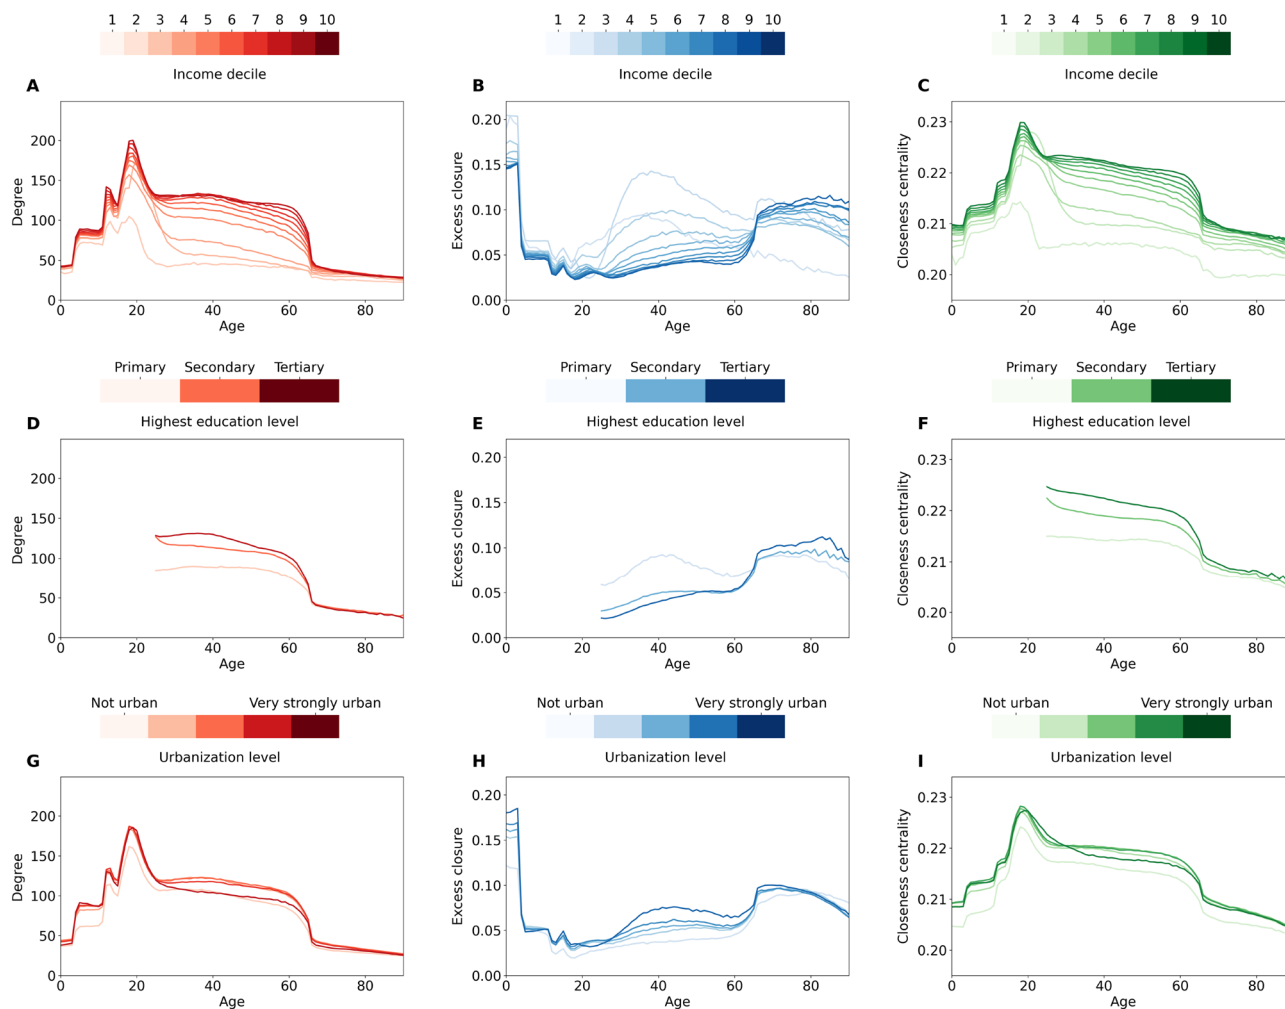 1 2 3 4 5 6 7 8 9 10
Income decile
A
Degree
200
150
100
50
0
0 20 40 60 80
Age
1 2 3 4 5 6 7 8 9 10
Income decile
B
Excess closure
0.20
0.15
0.10
0.05
0.00
0 20 40 60 80
Age
1 2 3 4 5 6 7 8 9 10
Income decile
C
Closeness centrality
0.23
0.22
0.21
0.20
0 20 40 60 80
Age
Primary Secondary Tertiary
Highest education level
D
Degree
200
150
100
50
0
0 20 40 60 80
Age
Primary Secondary Tertiary
Highest education level
E
Excess closure
0.20
0.15
0.10
0.05
0.00
0 20 40 60 80
Age
Primary Secondary Tertiary
Highest education level
F
Closeness centrality
0.23
0.22
0.21
0.20
0 20 40 60 80
Age
Not urban Very strongly urban
Urbanization level
G
Degree
200
150
100
50
0
0 20 40 60 80
Age
Not urban Very strongly urban
Urbanization level
H
Excess closure
0.20
0.15
0.10
0.05
0.00
0 20 40 60 80
Age
Not urban Very strongly urban
Urbanization level
I
Closeness centrality
0.23
0.22
0.21
0.20
0 20 40 60 80
Age